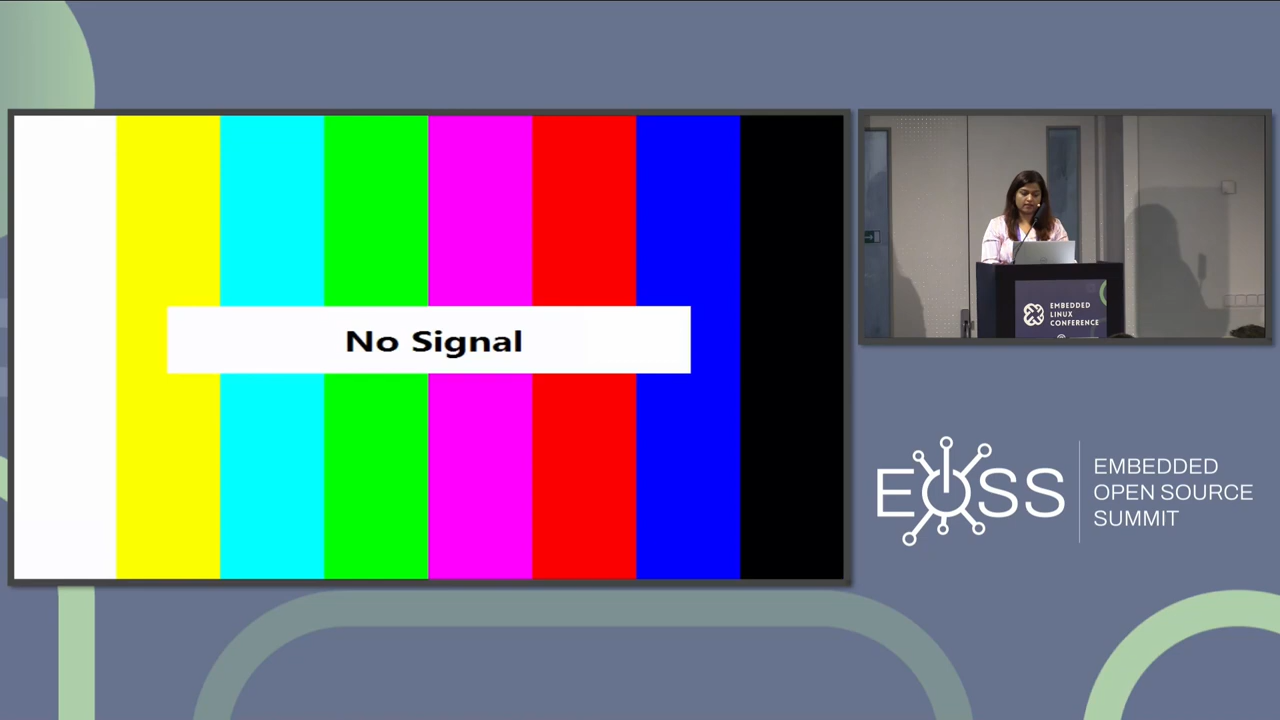 No Signal
EMBEDDED
LINUX
CONFERENCE
EOSS
EMBEDDED
OPEN SOURCE
SUMMIT